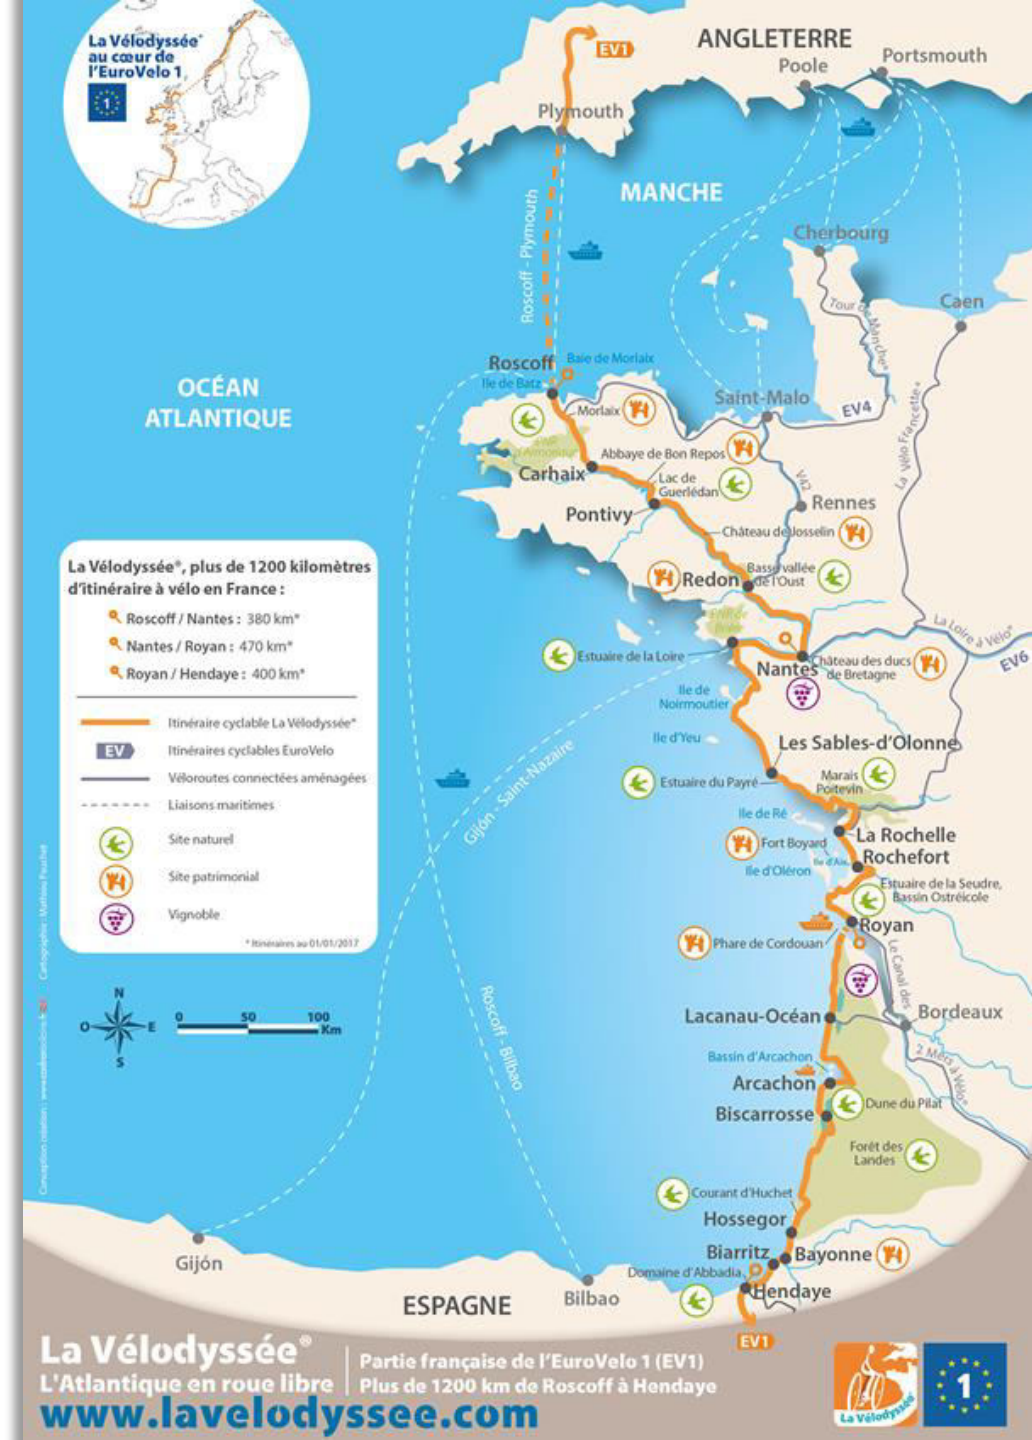 La Vélodyssée®
au cœur de
l'EuroVelo 1
1
EV1
ANGLETERRE
Poole
Portsmouth
Plymouth
MANCHE
Roscoff - Plymouth
Cherbourg
Tour de Manche*
Caen
Roscoff
Baie de Morlaix
Ile de Batz
OCÉAN
ATLANTIQUE
Morlaix
Saint-Malo
EV4
La Vélo Francette*
Abbaye de Bon Repos
Carhaix
Lac de
Guerlédan
V42
Rennes
Pontivy
Château de Josselin
Redon
Basse vallée
de l'Oust
La Loire à Vélo*
EV6
Estuaire de la Loire
Nantes
Château des ducs
de Bretagne
Ile de
Noirmoutier
Ile d'Yeu
Les Sables-d'Olonne
Estuaire du Payré
Marais
Poitevin
Gijón - Saint-Nazaire
Ile de Ré
La Rochelle
Fort Boyard
Ile d'Aix
Rochefort
Ile d'Oléron
Estuaire de la Seudre,
Bassin Ostréicole
Royan
Phare de Cordouan
Le Canal des
2 Mers à Vélo*
Lacanau-Océan
Bordeaux
Roscoff - Bilbao
Bassin d'Arcachon
Arcachon
Dune du Pilat
Biscarrosse
Forêt des
Landes
Courant d'Huchet
Hossegor
Biarritz
Bayonne
Domaine d'Abbadia
Hendaye
Gijón
Bilbao
ESPAGNE
EV1
La Vélodyssée®, plus de 1200 kilomètres
d'itinéraire à vélo en France :
Roscoff / Nantes : 380 km*
Nantes / Royan : 470 km*
Royan / Hendaye : 400 km*
Itinéraire cyclable La Vélodyssée*
EV
Itinéraires cyclables EuroVelo
Véloroutes connectées aménagées
Liaisons maritimes
Site naturel
Site patrimonial
Vignoble
* Itinéraires au 01/01/2017
N
O
E
S
0 50 100
Km
La Vélodyssée®
L'Atlantique en roue libre
Partie française de l'EuroVelo 1 (EV1)
Plus de 1200 km de Roscoff à Hendaye
www.lavelodyssee.com
La Vélodyssée
1